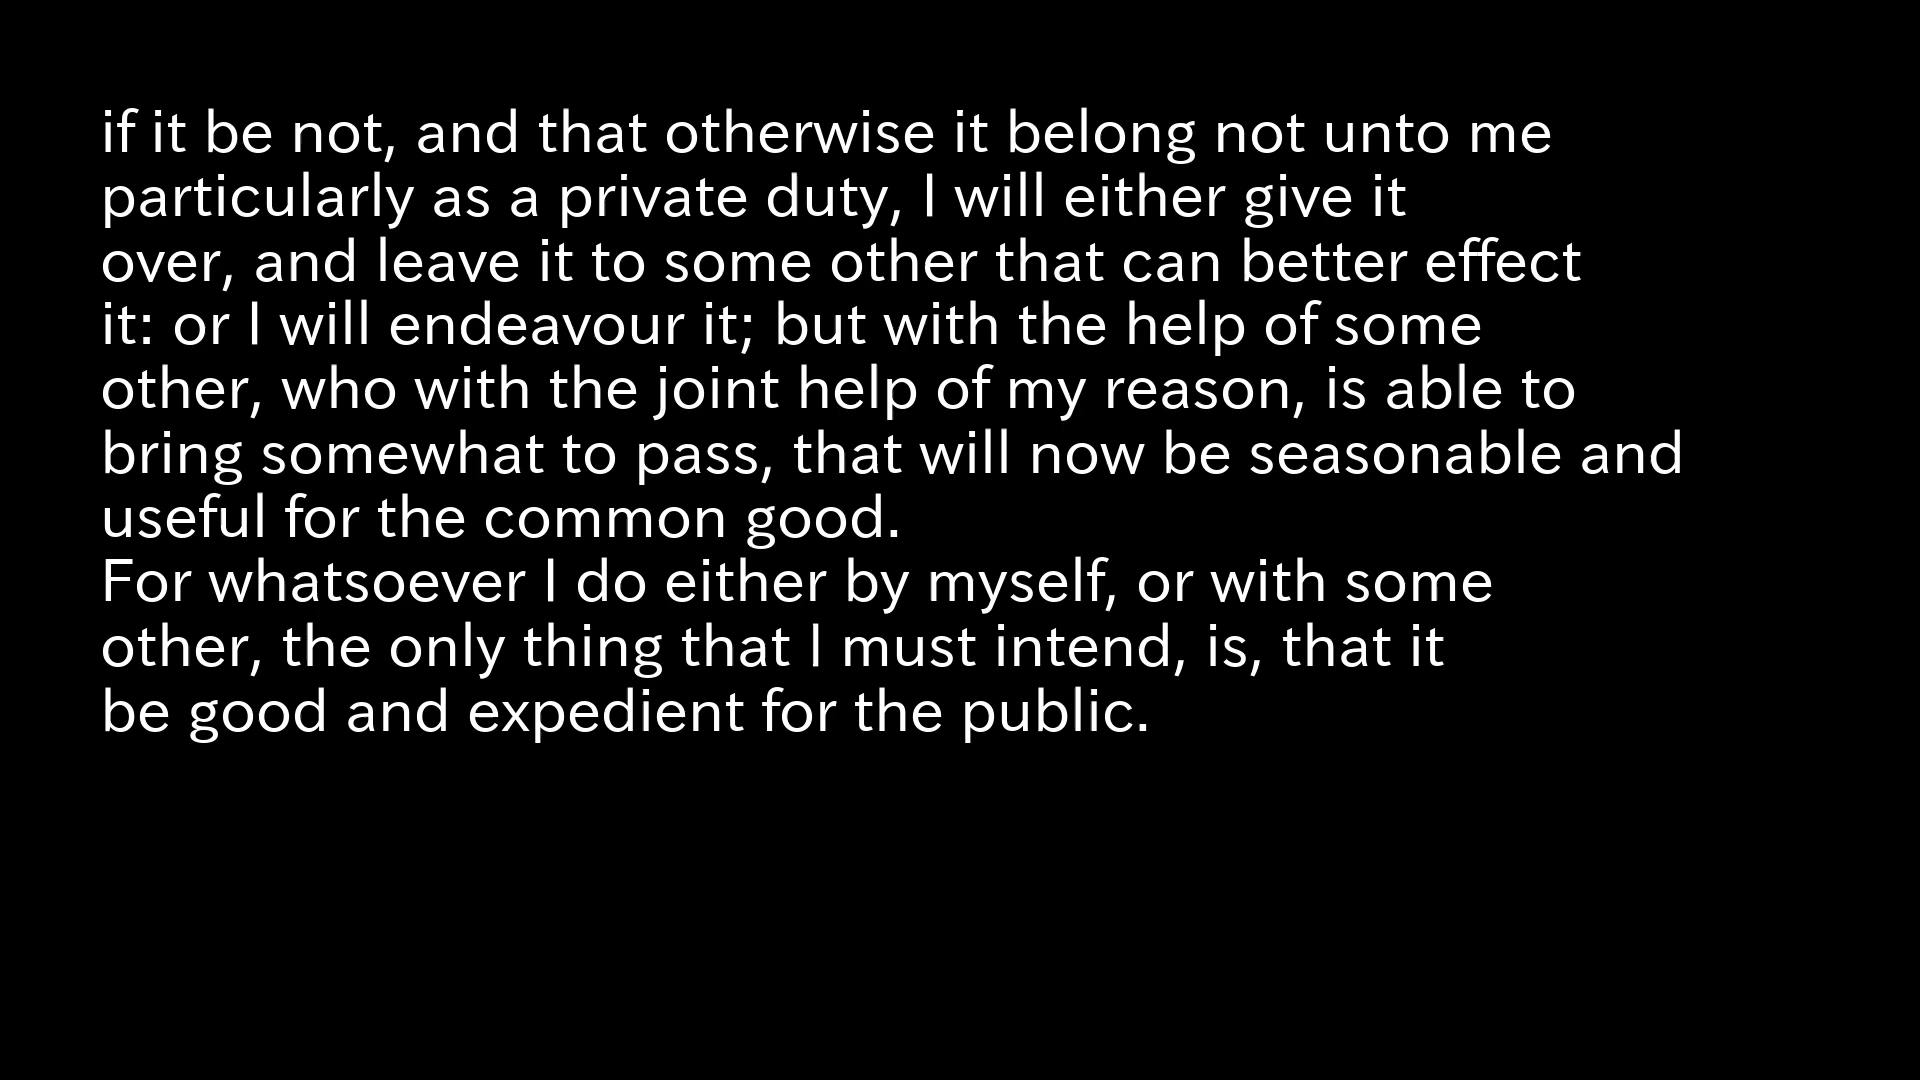 if it be not, and that otherwise it belong not unto me
particularly as a private duty, I will either give it
over, and leave it to some other that can better effect
it: or I will endeavour it; but with the help of some
other, who with the joint help of my reason, is able to
bring somewhat to pass, that will now be seasonable and
useful for the common good.
For whatsoever I do either by myself, or with some
other, the only thing that I must intend, is, that it
be good and expedient for the public.